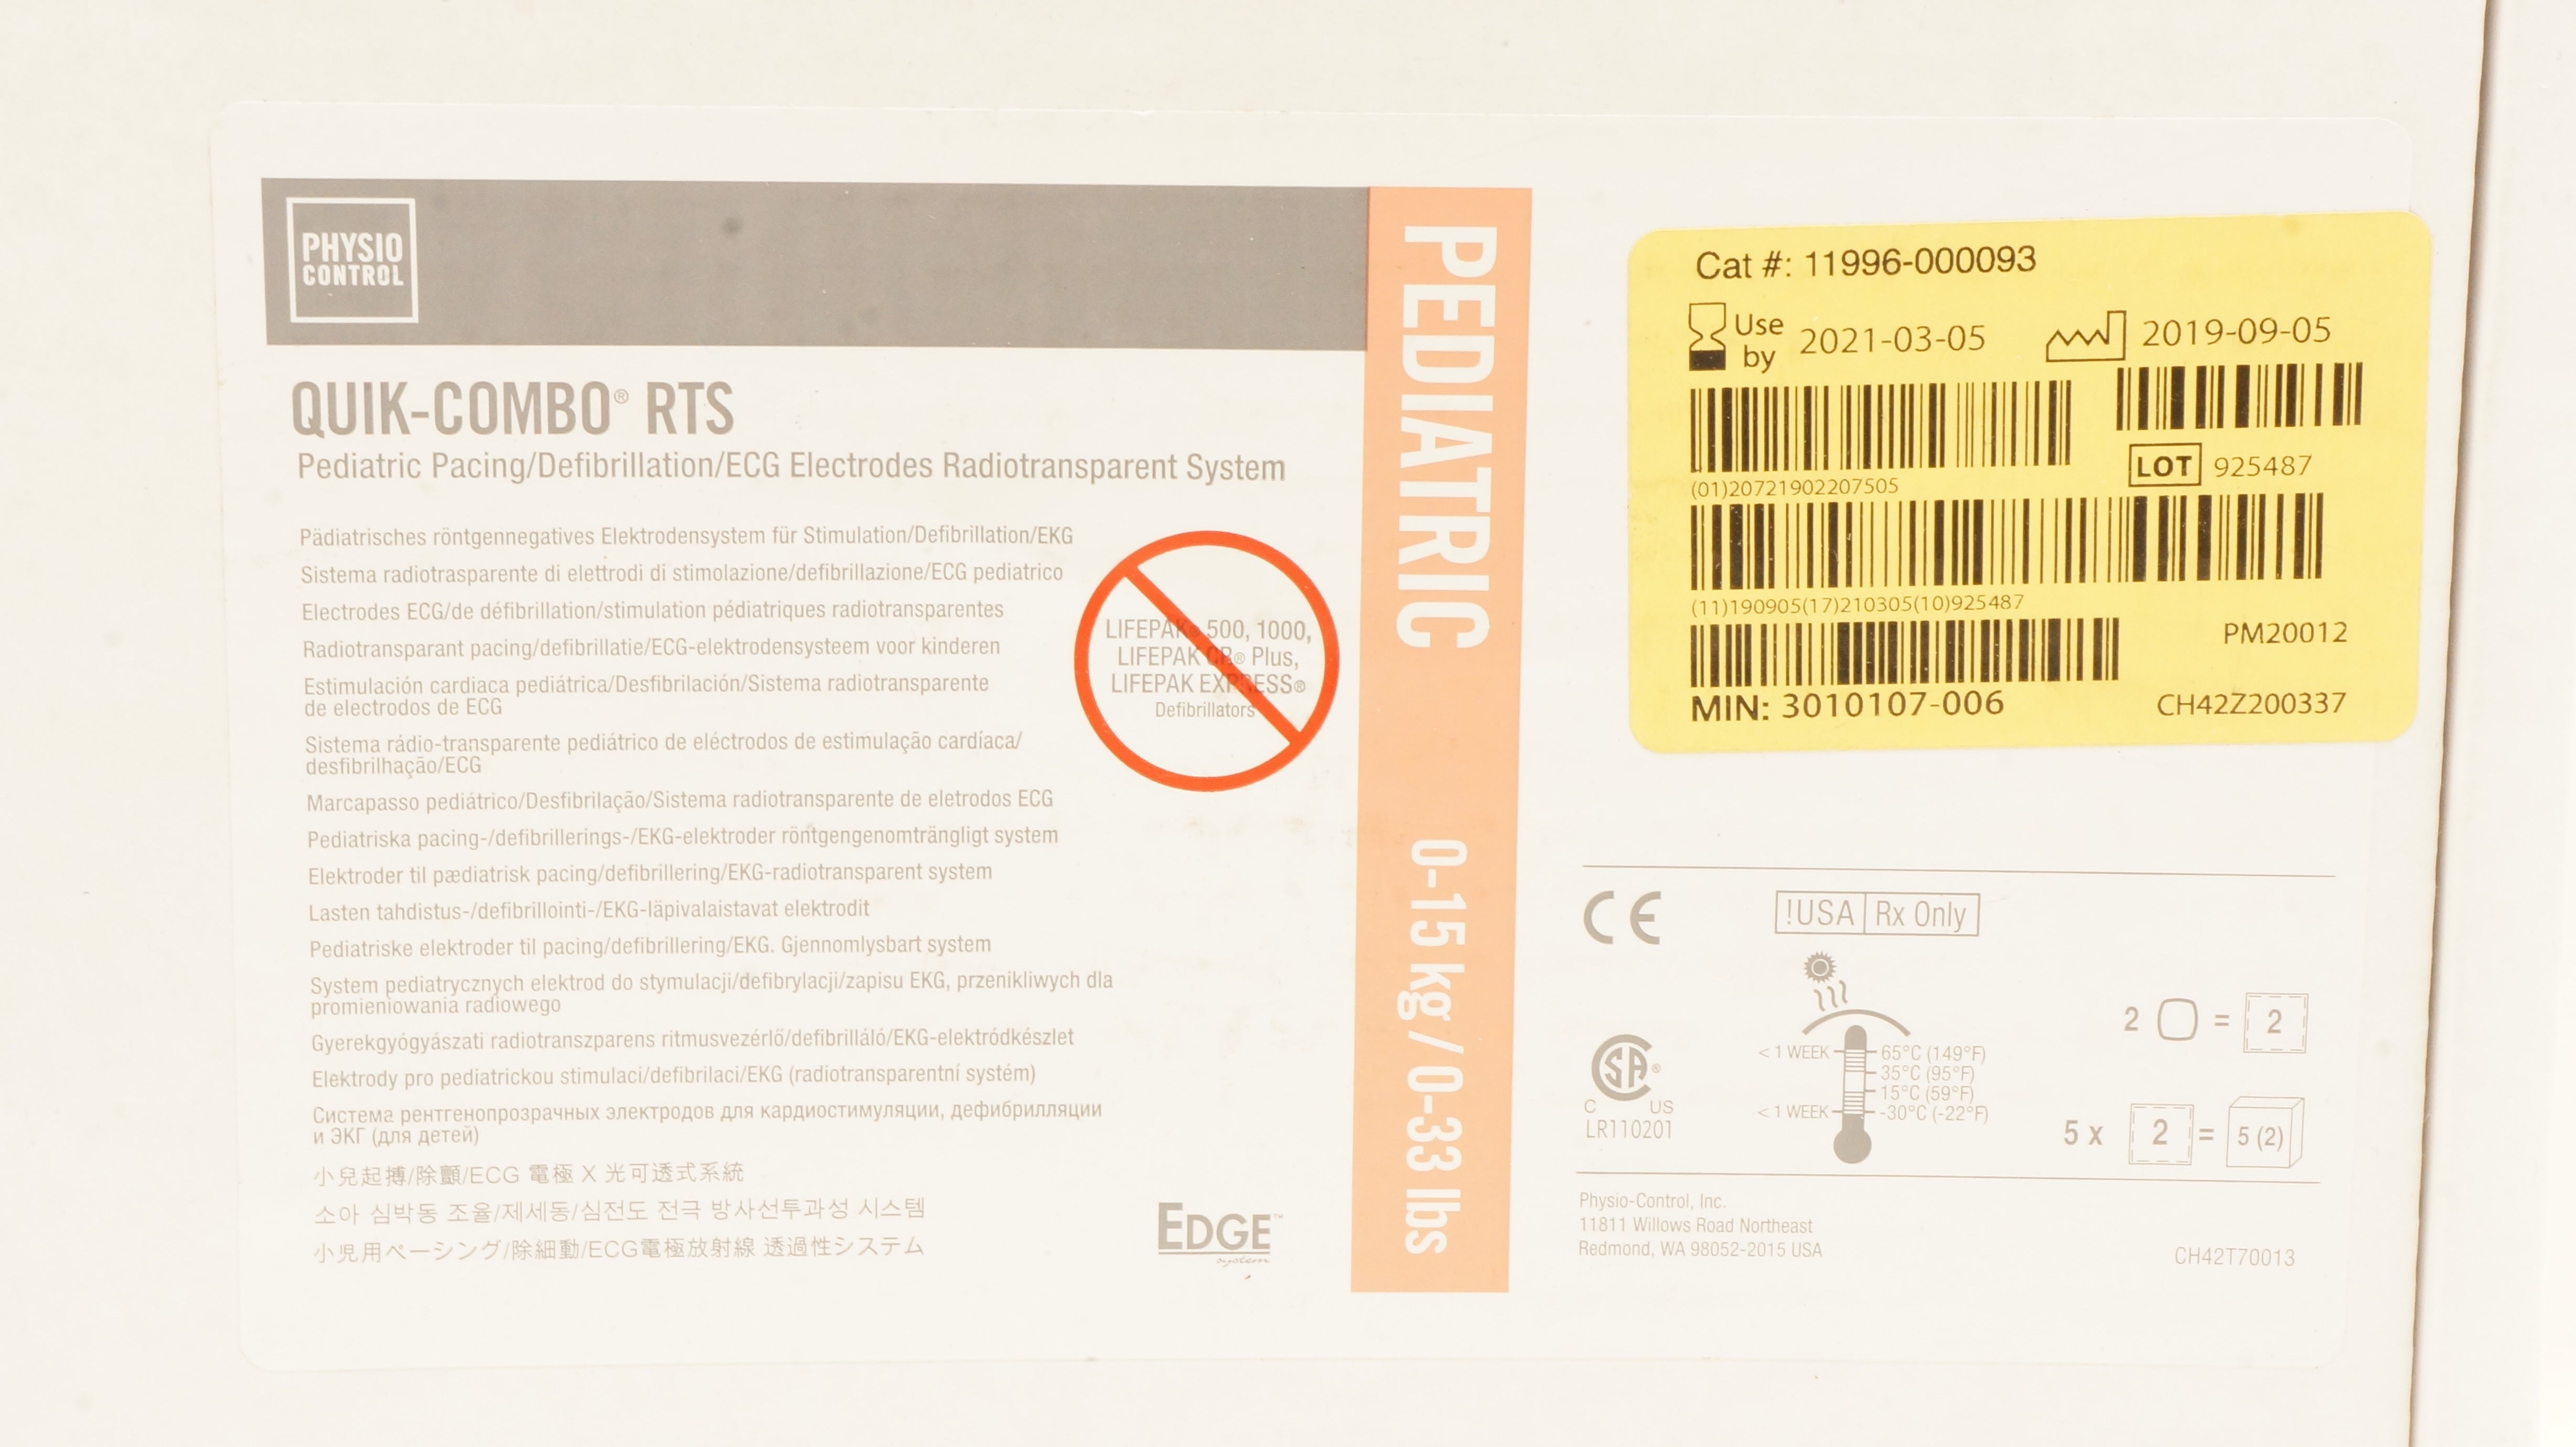 PHYSIO
CONTROL
QUIK-COMBO® RTS
Pediatric Pacing/Defibrillation/ECG Electrodes Radiotransparent System
Pädiatrisches röntgennegatives Elektrodensystem für Stimulation/Defibrillation/EKG
Sistema radiotrasparente di elettrodi di stimolazione/defibrillazione/ECG pediatrico
Electrodes ECG/de défibrillation/stimulation pédiatriques radiotransparentes
Radiotransparant pacing/defibrillatie/ECG-elektrodensysteem voor kinderen
Estimulación cardiaca pediátrica/Desfibrilación/Sistema radiotransparente
de electrodos de ECG
Sistema rádio-transparente pediátrico de eléctrodos de estimulação cardíaca/
desfibrilhação/ECG
Marcapasso pediátrico/Desfibrilação/Sistema radiotransparente de eletrodos ECG
Pediatriska pacing-/defibrillerings-/EKG-elektroder röntgengenomträngligt system
Elektroder til pædiatrisk pacing/defibrillering/EKG-radiotransparent system
Lasten tahdistus-/defibrillointi-/EKG-läpivalaistavat elektrodit
Pediatriske elektroder til pacing/defibrillering/EKG. Gjennomlysbart system
System pediatrycznych elektrod do stymulacji/defibrylacji/zapisu EKG, przenikliwych dla
promieniowania radiowego
Gyerekgyógyászati radiotranszparens ritmusvezérlő/defibrilláló/EKG-elektródkészlet
Elektrody pro pediatrickou stimulaci/defibrilaci/EKG (radiotransparentní systém)
Система рентгенопрозрачных электродов для кардиостимуляции, дефибрилляции
и ЭКГ (для детей)
小兒起搏/除顫/ECG 電極 X 光可透式系統
소아 심박동 조율/제세동/심전도 전극 방사선투과성 시스템
小児用ペーシング/除細動/ECG電極放射線 透過性システム
LIFEPAK® 500, 1000,
LIFEPAK CR® Plus,
LIFEPAK EXPRESS®
Defibrillators
EDGE™
system
PEDIATRIC 0-15 kg / 0-33 lbs
Cat #: 11996-000093
Use by 2021-03-05 2019-09-05
(01)20721902207505
LOT 925487
(11)190905(17)210305(10)925487
PM20012
MIN: 3010107-006
CH42Z200337
CE
!USA Rx Only
SA®
C US
LR110201
< 1 WEEK 65°C (149°F)
35°C (95°F)
15°C (59°F)
< 1 WEEK -30°C (-22°F)
2 = 2
5 x 2 = 5 (2)
Physio-Control, Inc.
11811 Willows Road Northeast
Redmond, WA 98052-2015 USA
CH42T70013